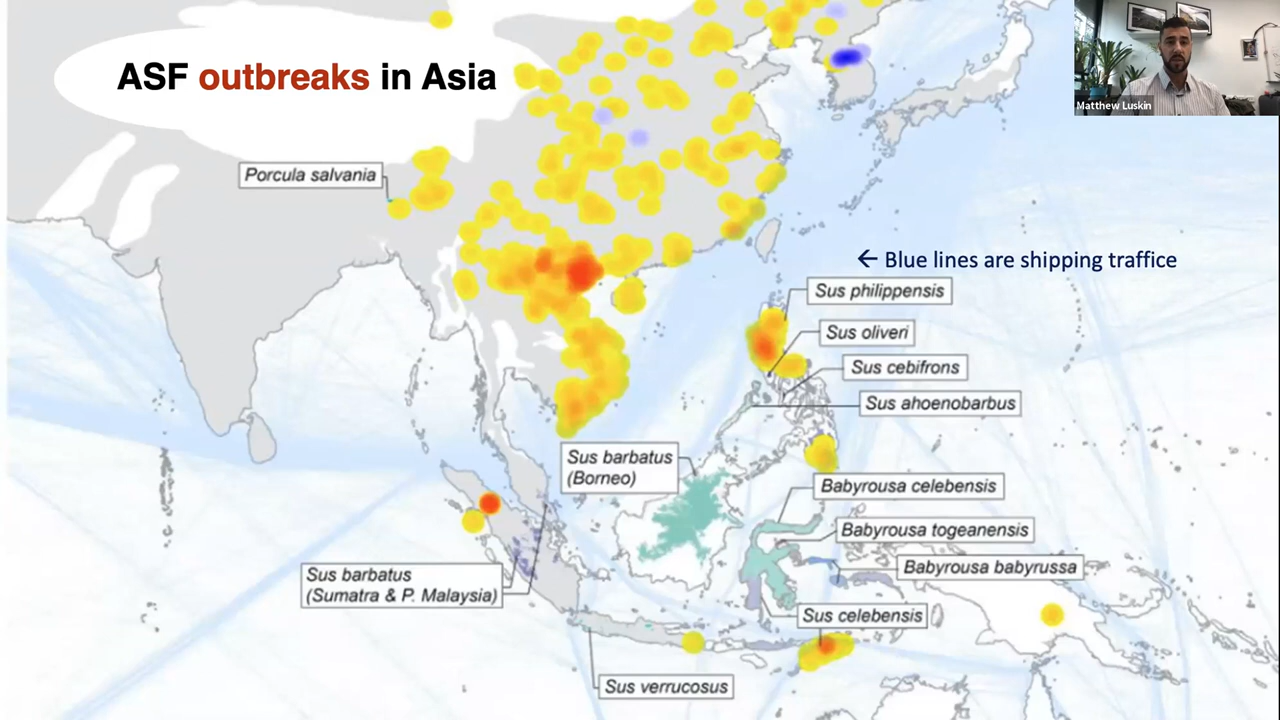 ASF outbreaks in Asia
Matthew Luskin
Porcula salvania
← Blue lines are shipping traffice
Sus philippensis
Sus oliveri
Sus cebifrons
Sus ahoenobarbus
Sus barbatus
(Borneo)
Babyrousa celebensis
Babyrousa togeanensis
Babyrousa babyrussa
Sus barbatus
(Sumatra & P. Malaysia)
Sus celebensis
Sus verrucosus